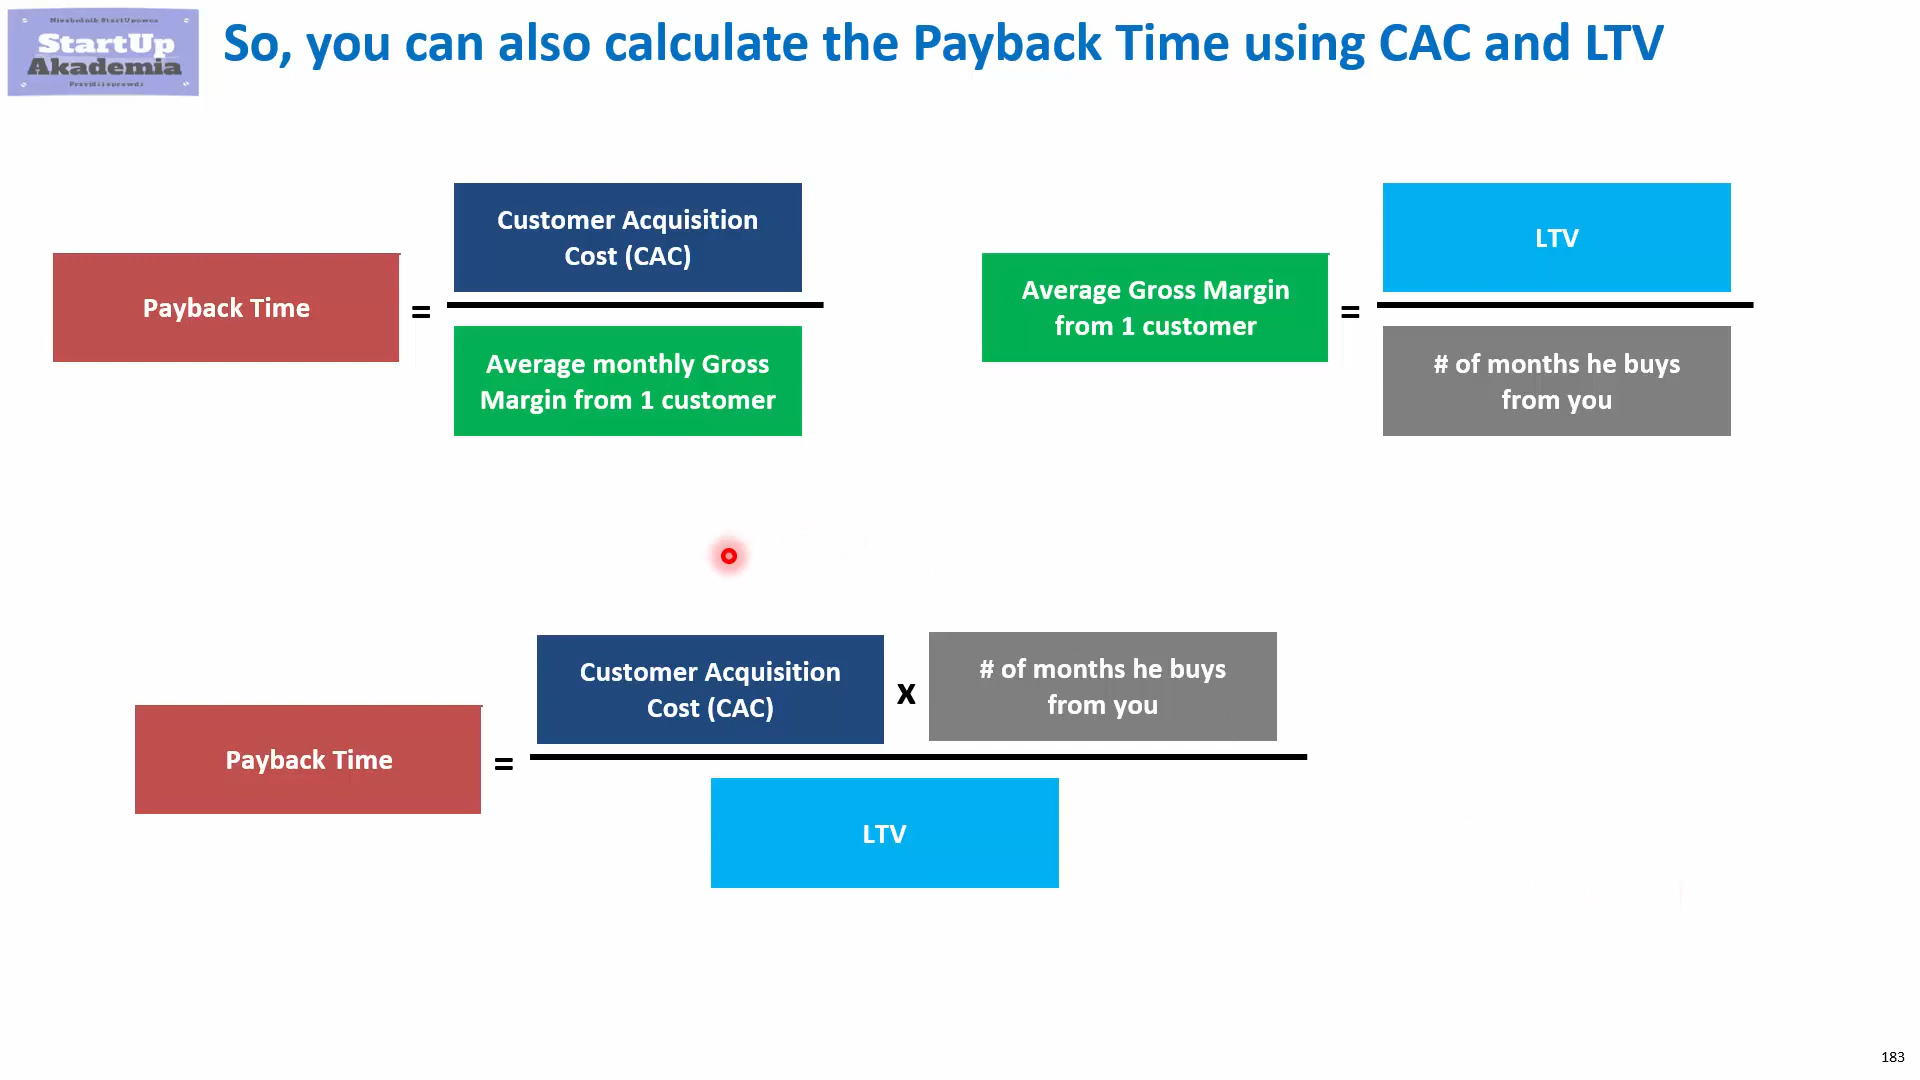 Niezbednik StartUpowca
StartUp
Akademia
So, you can also calculate the Payback Time using CAC and LTV
Payback Time
=
Customer Acquisition
Cost (CAC)
Average monthly Gross
Margin from 1 customer
Average Gross Margin
from 1 customer
=
LTV
# of months he buys
from you
Payback Time
=
Customer Acquisition
Cost (CAC)
x
# of months he buys
from you
LTV
183